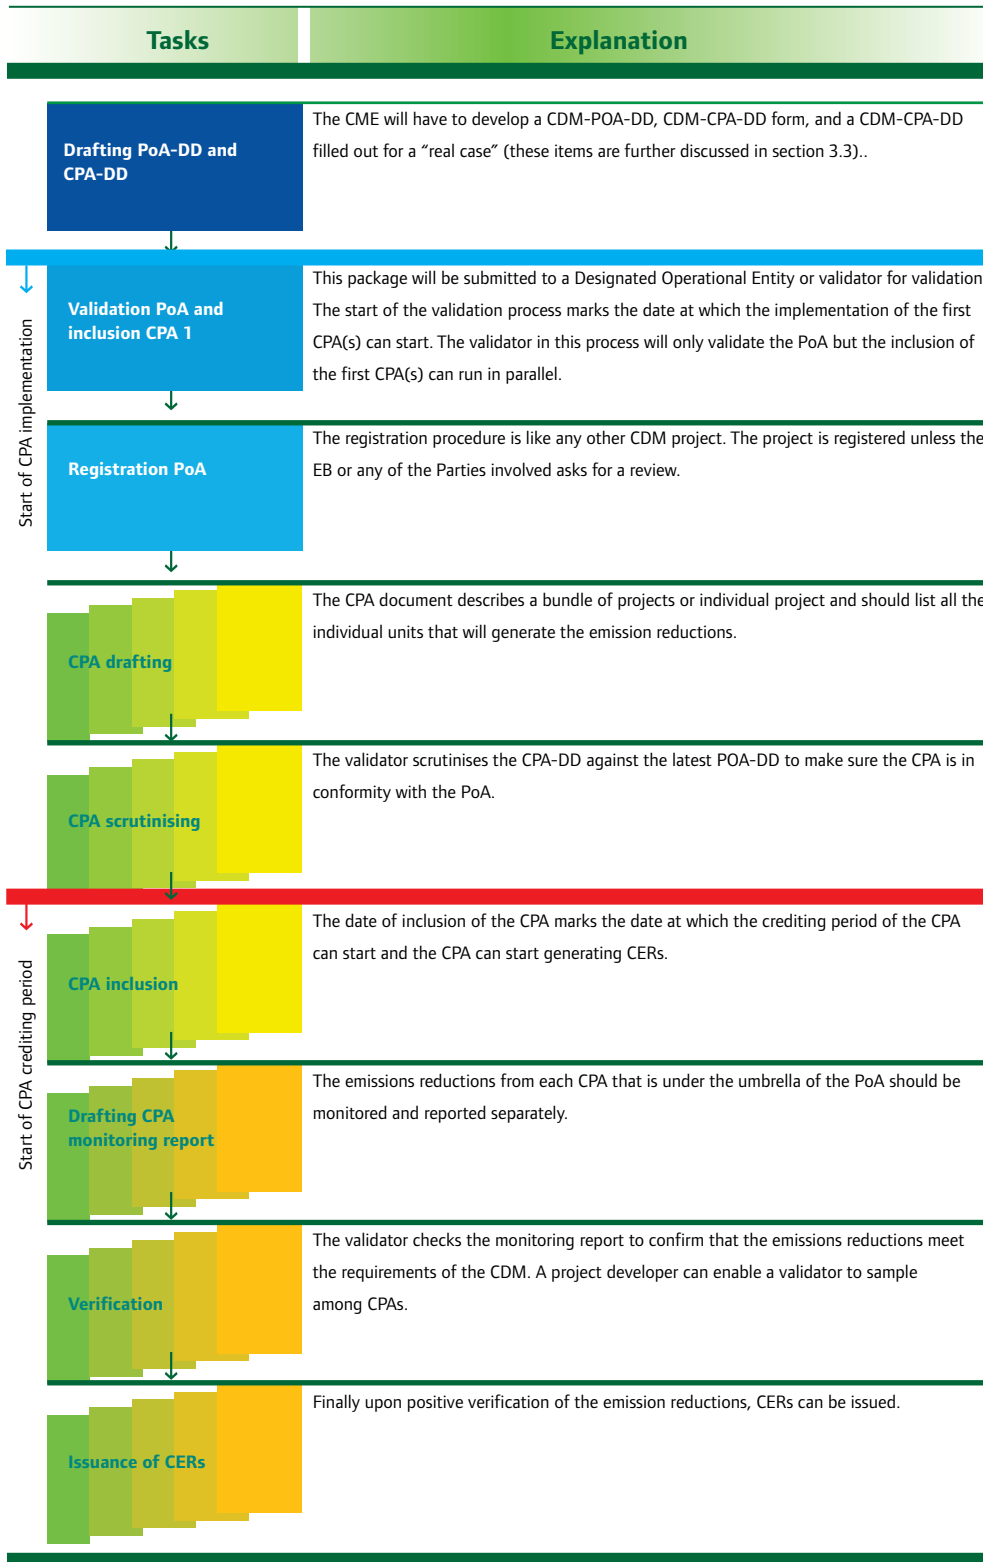 Tasks
Explanation
Drafting PoA-DD and
CPA-DD
The CME will have to develop a CDM-POA-DD, CDM-CPA-DD form, and a CDM-CPA-DD
filled out for a “real case” (these items are further discussed in section 3.3)..
Start of CPA implementation
Validation PoA and
inclusion CPA 1
This package will be submitted to a Designated Operational Entity or validator for validation
The start of the validation process marks the date at which the implementation of the first
CPA(s) can start. The validator in this process will only validate the PoA but the inclusion of
the first CPA(s) can run in parallel.
Registration PoA
The registration procedure is like any other CDM project. The project is registered unless the
EB or any of the Parties involved asks for a review.
CPA drafting
The CPA document describes a bundle of projects or individual project and should list all the
individual units that will generate the emission reductions.
CPA scrutinising
The validator scrutinises the CPA-DD against the latest POA-DD to make sure the CPA is in
conformity with the PoA.
Start of CPA crediting period
CPA inclusion
The date of inclusion of the CPA marks the date at which the crediting period of the CPA
can start and the CPA can start generating CERs.
Drafting CPA
monitoring report
The emissions reductions from each CPA that is under the umbrella of the PoA should be
monitored and reported separately.
Verification
The validator checks the monitoring report to confirm that the emissions reductions meet
the requirements of the CDM. A project developer can enable a validator to sample
among CPAs.
Issuance of CERs
Finally upon positive verification of the emission reductions, CERs can be issued.